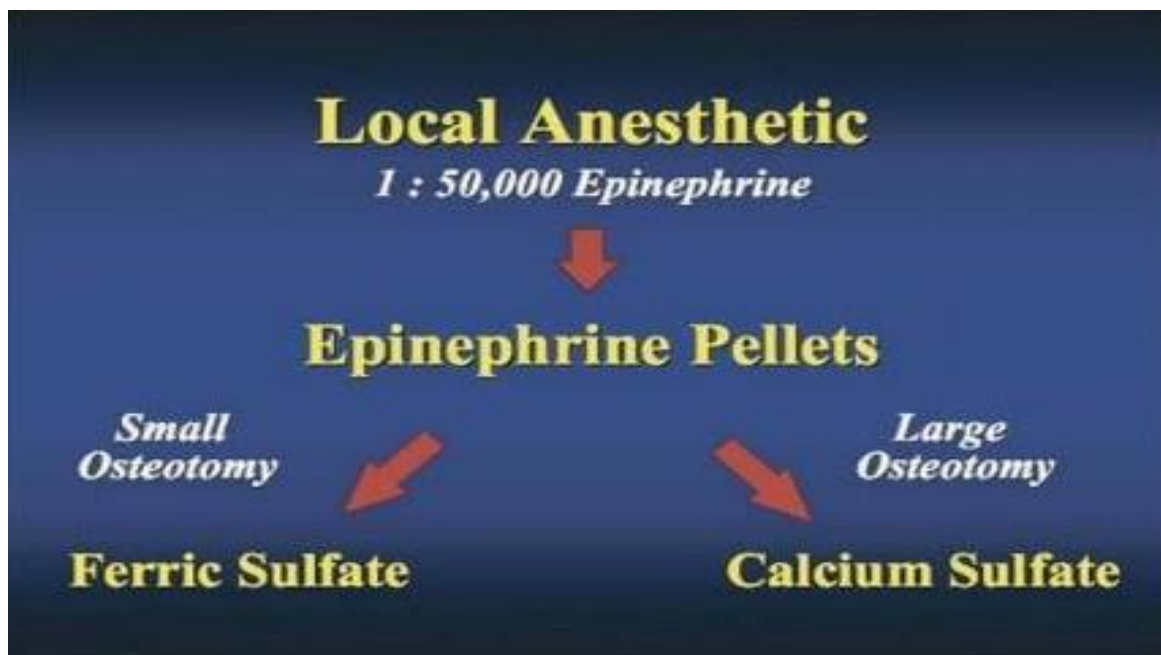 Local Anesthetic
1 : 50,000 Epinephrine
Epinephrine Pellets
Small
Osteotomy
Large
Osteotomy
Ferric Sulfate
Calcium Sulfate